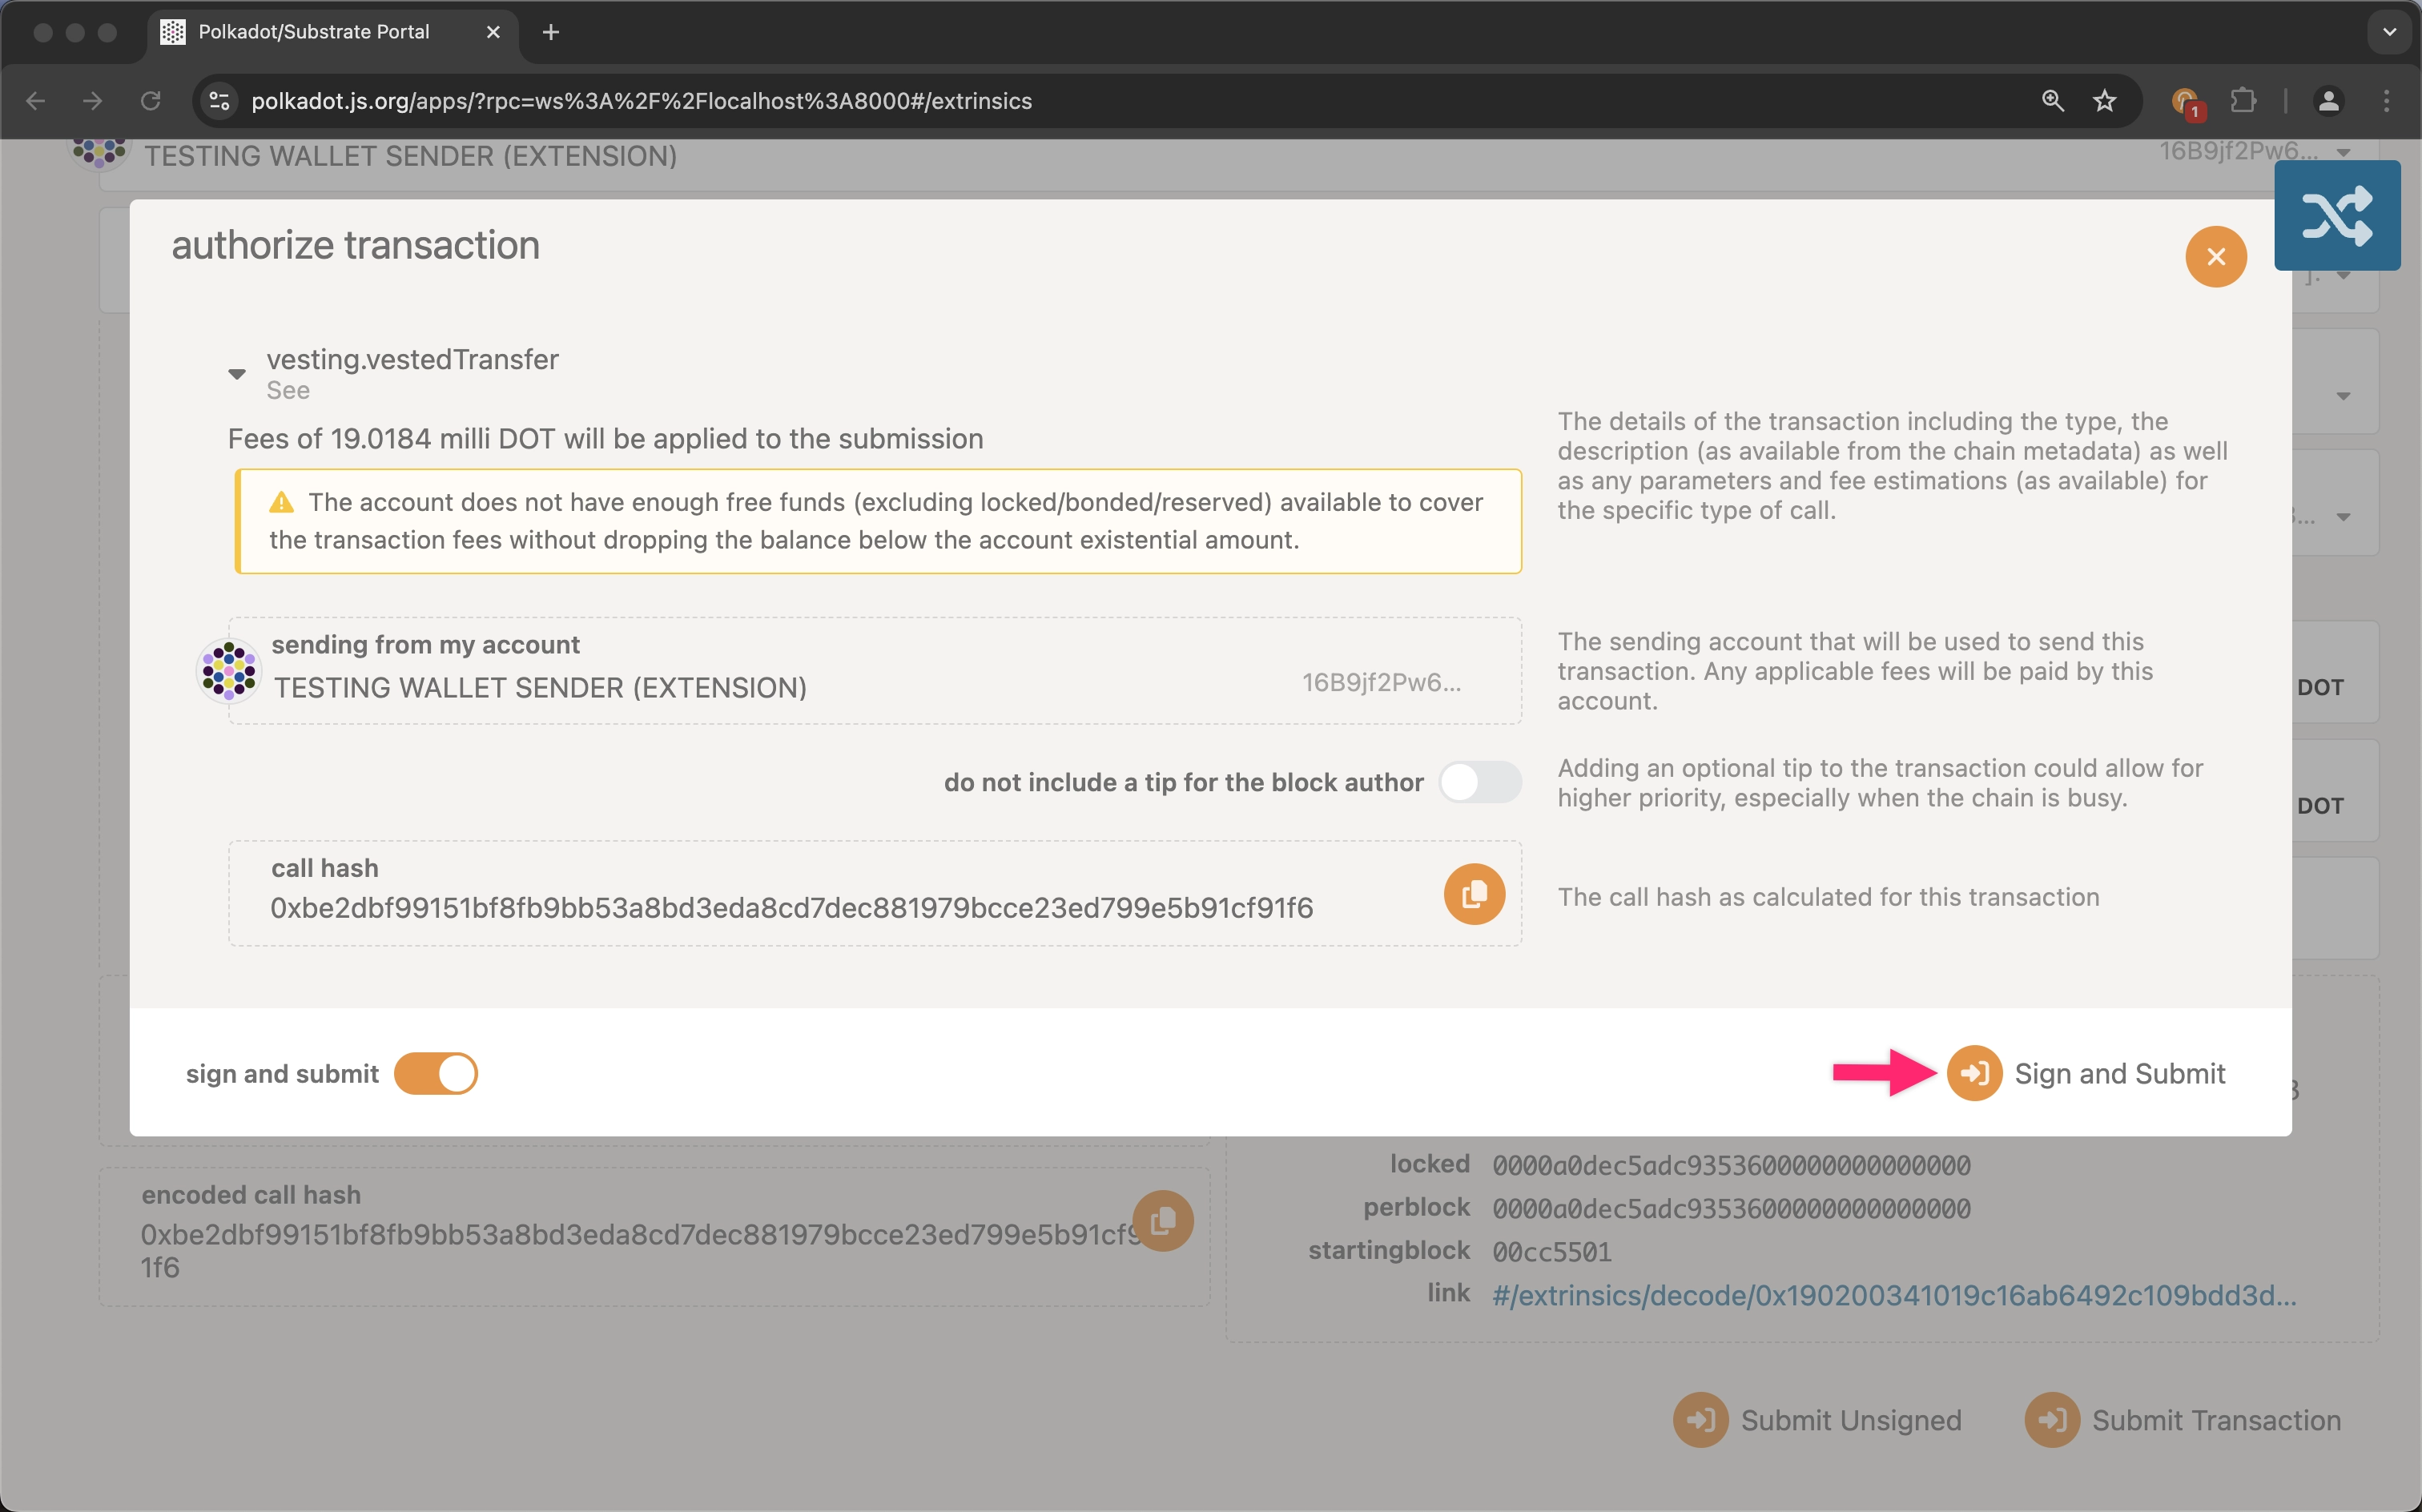 Polkadot/Substrate Portal
polkadot.js.org/apps/?rpc=ws%3A%2F%2Flocalhost%3A8000#/extrinsics
1
TESTING WALLET SENDER (EXTENSION)
16B9jf2Pw6...
authorize transaction
vesting.vestedTransfer
See
Fees of 19.0184 milli DOT will be applied to the submission
The account does not have enough free funds (excluding locked/bonded/reserved) available to cover
the transaction fees without dropping the balance below the account existential amount.
The details of the transaction including the type, the
description (as available from the chain metadata) as well
as any parameters and fee estimations (as available) for
the specific type of call.
sending from my account
TESTING WALLET SENDER (EXTENSION)
16B9jf2Pw6...
The sending account that will be used to send this
transaction. Any applicable fees will be paid by this
account.
DOT
do not include a tip for the block author
Adding an optional tip to the transaction could allow for
higher priority, especially when the chain is busy.
DOT
call hash
0xbe2dbf99151bf8fb9bb53a8bd3eda8cd7dec881979bcce23ed799e5b91cf91f6
The call hash as calculated for this transaction
sign and submit
Sign and Submit
locked 0000a0dec5adc9353600000000000000
perblock 0000a0dec5adc9353600000000000000
startingblock 00cc5501
link #/extrinsics/decode/0x190200341019c16ab6492c109bdd3d...
encoded call hash
0xbe2dbf99151bf8fb9bb53a8bd3eda8cd7dec881979bcce23ed799e5b91cf9
1f6
Submit Unsigned
Submit Transaction